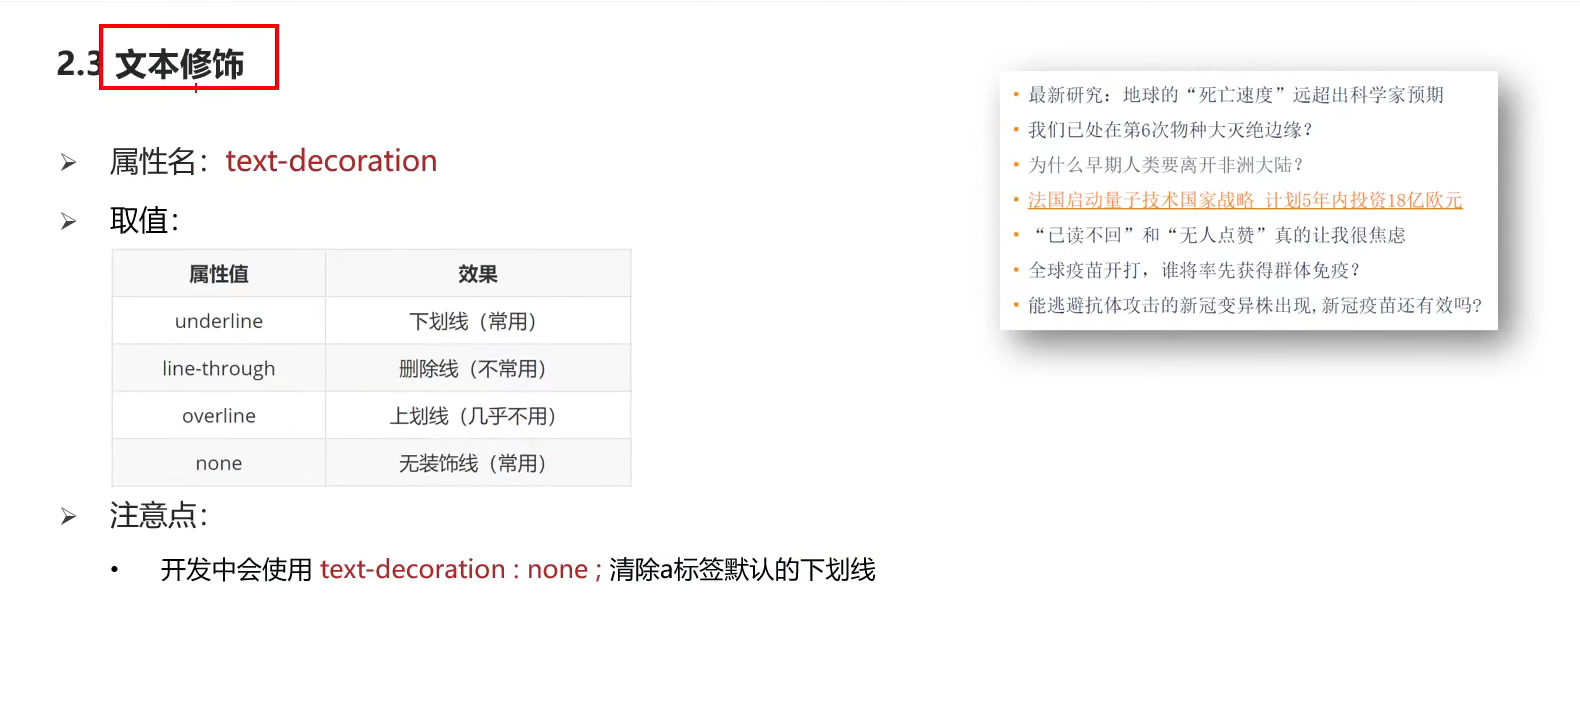 2.3 文本修饰
属性名：text-decoration
取值：
属性值 效果
underline 下划线（常用）
line-through 删除线（不常用）
overline 上划线（几乎不用）
none 无装饰线（常用）
注意点：
开发中会使用 text-decoration : none ; 清除a标签默认的下划线
最新研究：地球的“死亡速度”远超出科学家预期
我们已处在第6次物种大灭绝边缘？
为什么早期人类要离开非洲大陆？
法国启动量子技术国家战略 计划5年内投资18亿欧元
“已读不回”和“无人点赞”真的让我很焦虑
全球疫苗开打，谁将率先获得群体免疫？
能逃避抗体攻击的新冠变异株出现,新冠疫苗还有效吗?